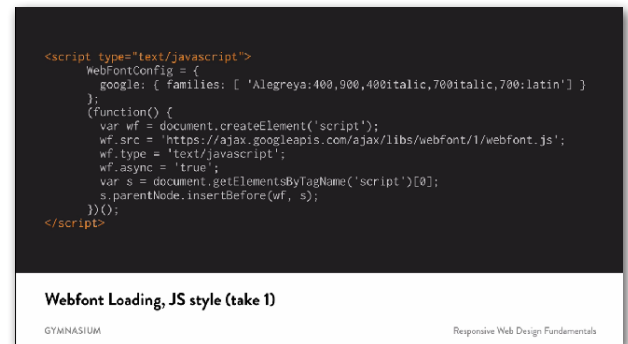 <script type="text/javascript">
WebFontConfig = {
google: { families: [ 'Alegreya:400,900,400italic,700italic,700:latin'] }
};
(function() {
var wf = document.createElement('script');
wf.src = 'https://ajax.googleapis.com/ajax/libs/webfont/1/webfont.js';
wf.type = 'text/javascript';
wf.async = 'true';
var s = document.getElementsByTagName('script')[0];
s.parentNode.insertBefore(wf, s);
})();
</script>
Webfont Loading, JS style (take 1)
GYMNASIUM
Responsive Web Design Fundamentals